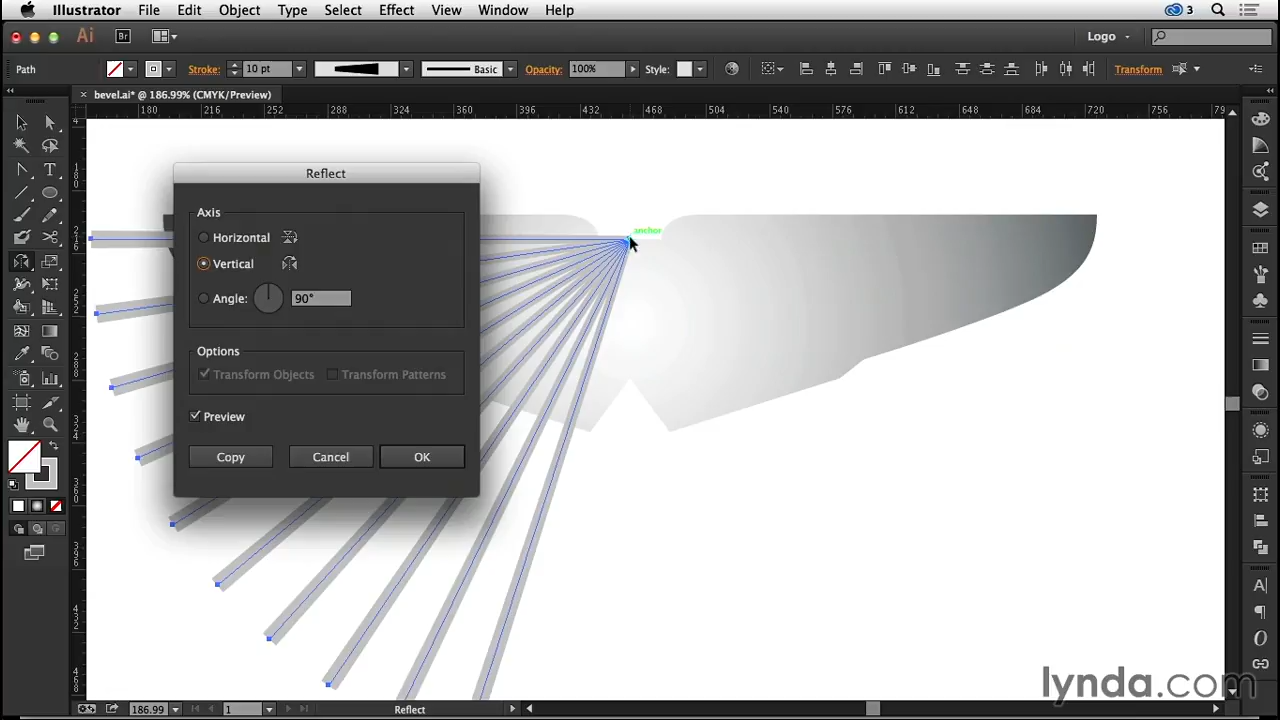 Illustrator File Edit Object Type Select Effect View Window Help 3
Ai Br Logo
Path Stroke: 10 pt Basic Opacity: 100% Style: Transform
× bevel.ai* @ 186.99% (CMYK/Preview)
180 216 252 288 324 360 396 432 468 504 540 576 612 648 684 720 756 79
Reflect
anchor
Axis
Horizontal
Vertical
Angle: 90°
Options
Transform Objects Transform Patterns
Preview
Copy Cancel OK
lynda.com
186.99 1 Reflect